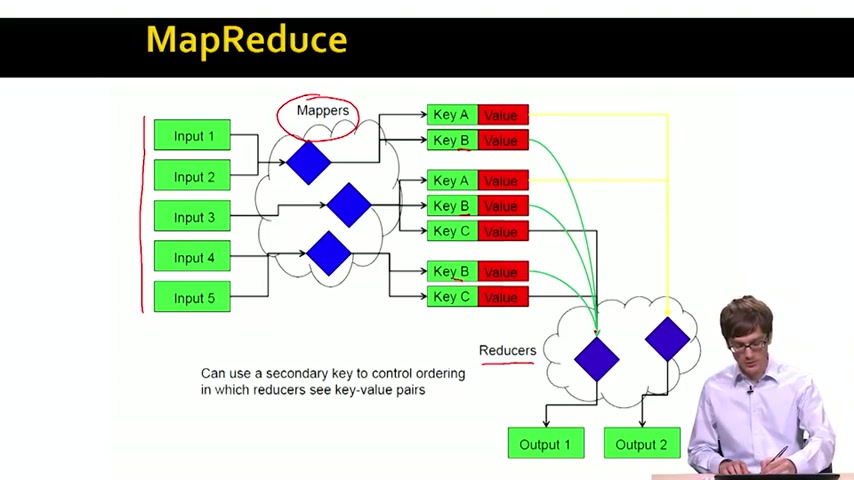 MapReduce
Mappers
Input 1
Input 2
Input 3
Input 4
Input 5
Key A Value
Key B Value
Key A Value
Key B Value
Key C Value
Key B Value
Key C Value
Reducers
Can use a secondary key to control ordering
in which reducers see key-value pairs
Output 1
Output 2